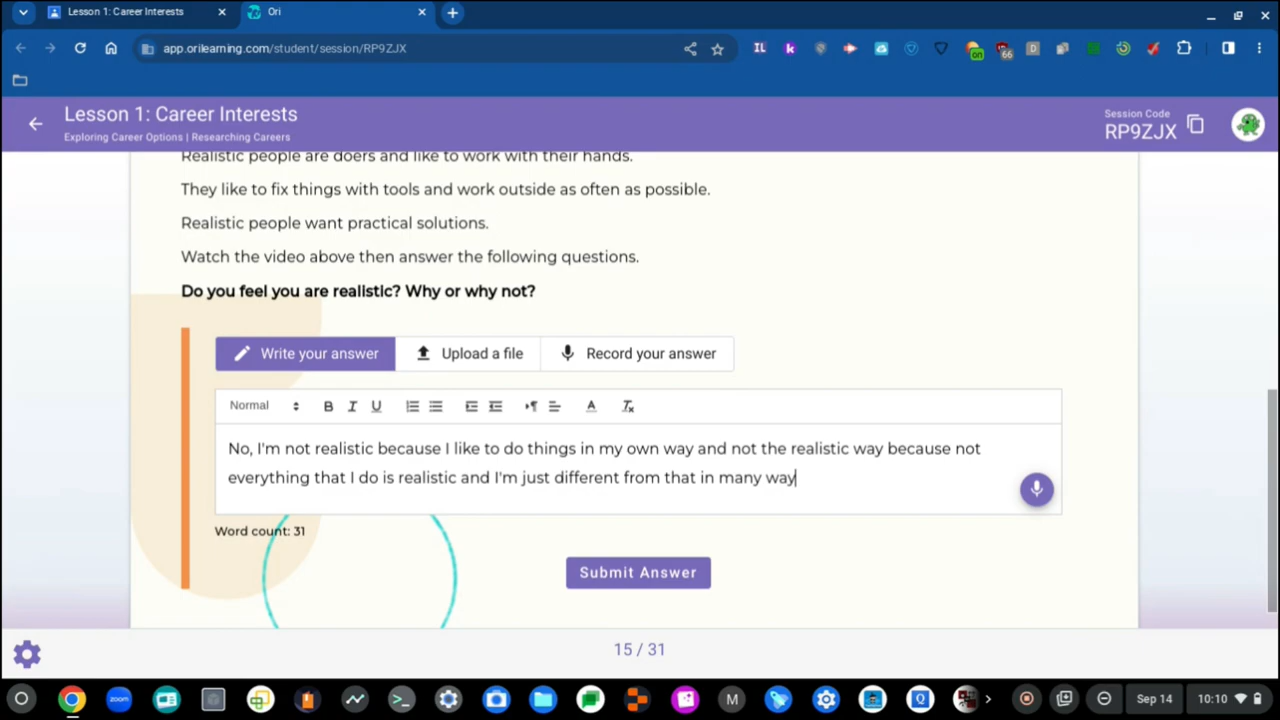 Lesson 1: Career Interests
Ori
app.orilearning.com/student/session/RP9ZJX
IL
k
on
66
D
Lesson 1: Career Interests
Exploring Career Options | Researching Careers
Session Code
RP9ZJX
Realistic people are doers and like to work with their hands.
They like to fix things with tools and work outside as often as possible.
Realistic people want practical solutions.
Watch the video above then answer the following questions.
Do you feel you are realistic? Why or why not?
Write your answer
Upload a file
Record your answer
Normal
B I U
A
Tx
No, I'm not realistic because I like to do things in my own way and not the realistic way because not
everything that I do is realistic and I'm just different from that in many way
Word count: 31
Submit Answer
15 / 31
zoom
M
Q
Sep 14
10:10